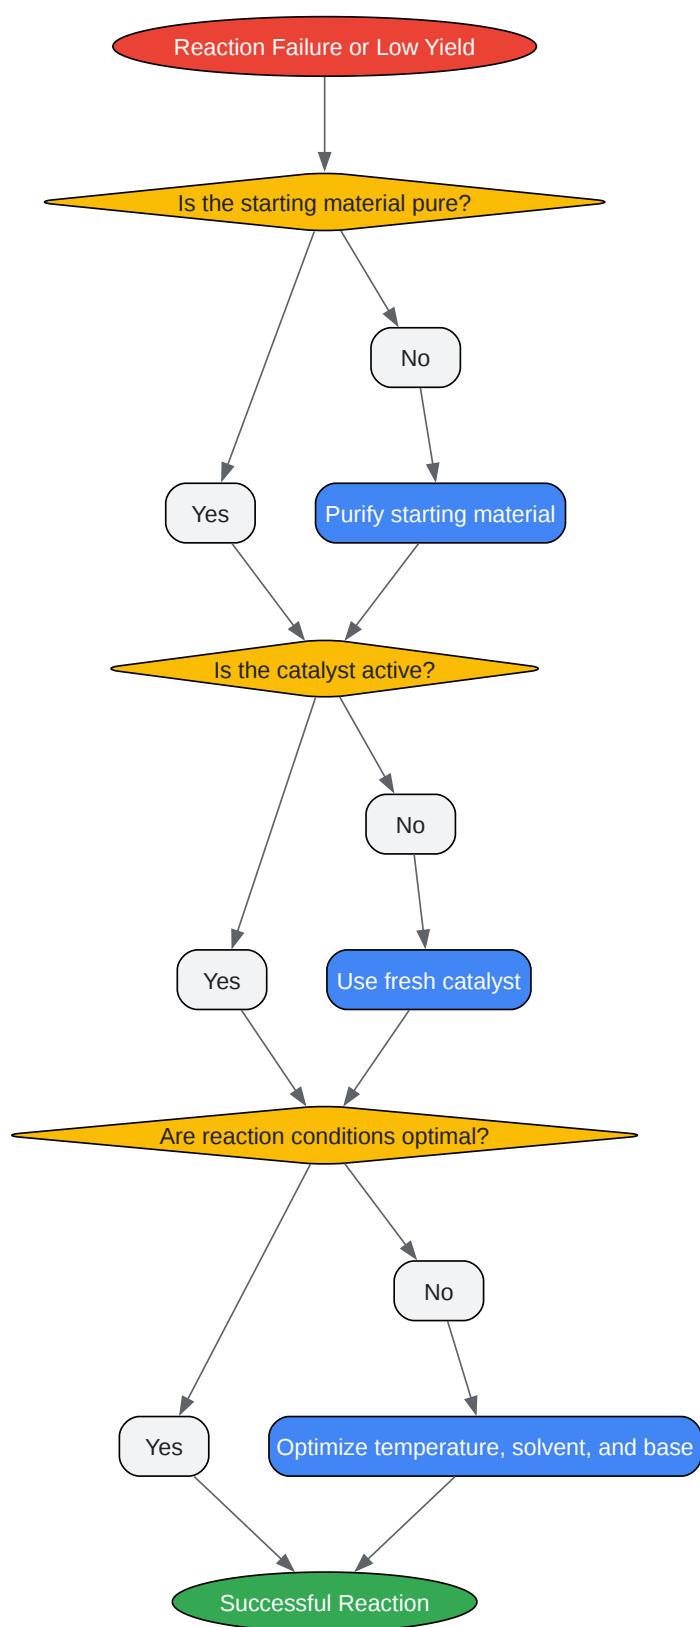 Reaction Failure or Low Yield
Is the starting material pure?
No
Yes
Purify starting material
Is the catalyst active?
No
Yes
Use fresh catalyst
Are reaction conditions optimal?
No
Yes
Optimize temperature, solvent, and base
Successful Reaction